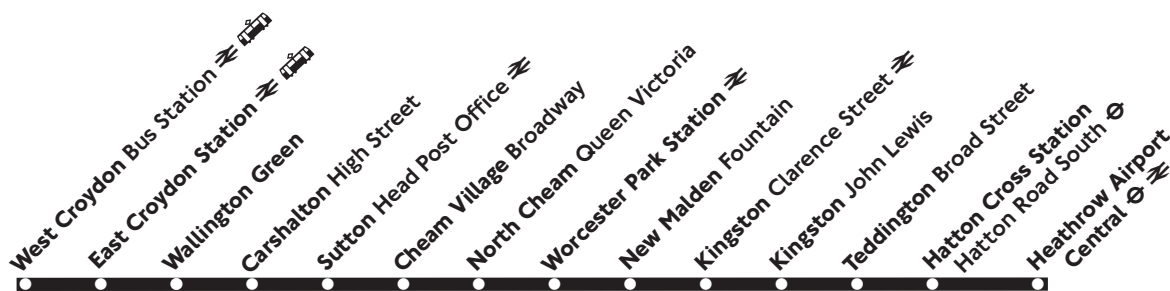 West Croydon Bus Station
East Croydon Station
Wallington Green
Carshalton High Street
Sutton Head Post Office
Cheam Village Broadway
North Cheam Queen Victoria
Worcester Park Station
New Malden Fountain
Kingston Clarence Street
Kingston John Lewis
Teddington Broad Street
Hatton Cross Station
Hatton Road South
Heathrow Airport
Central